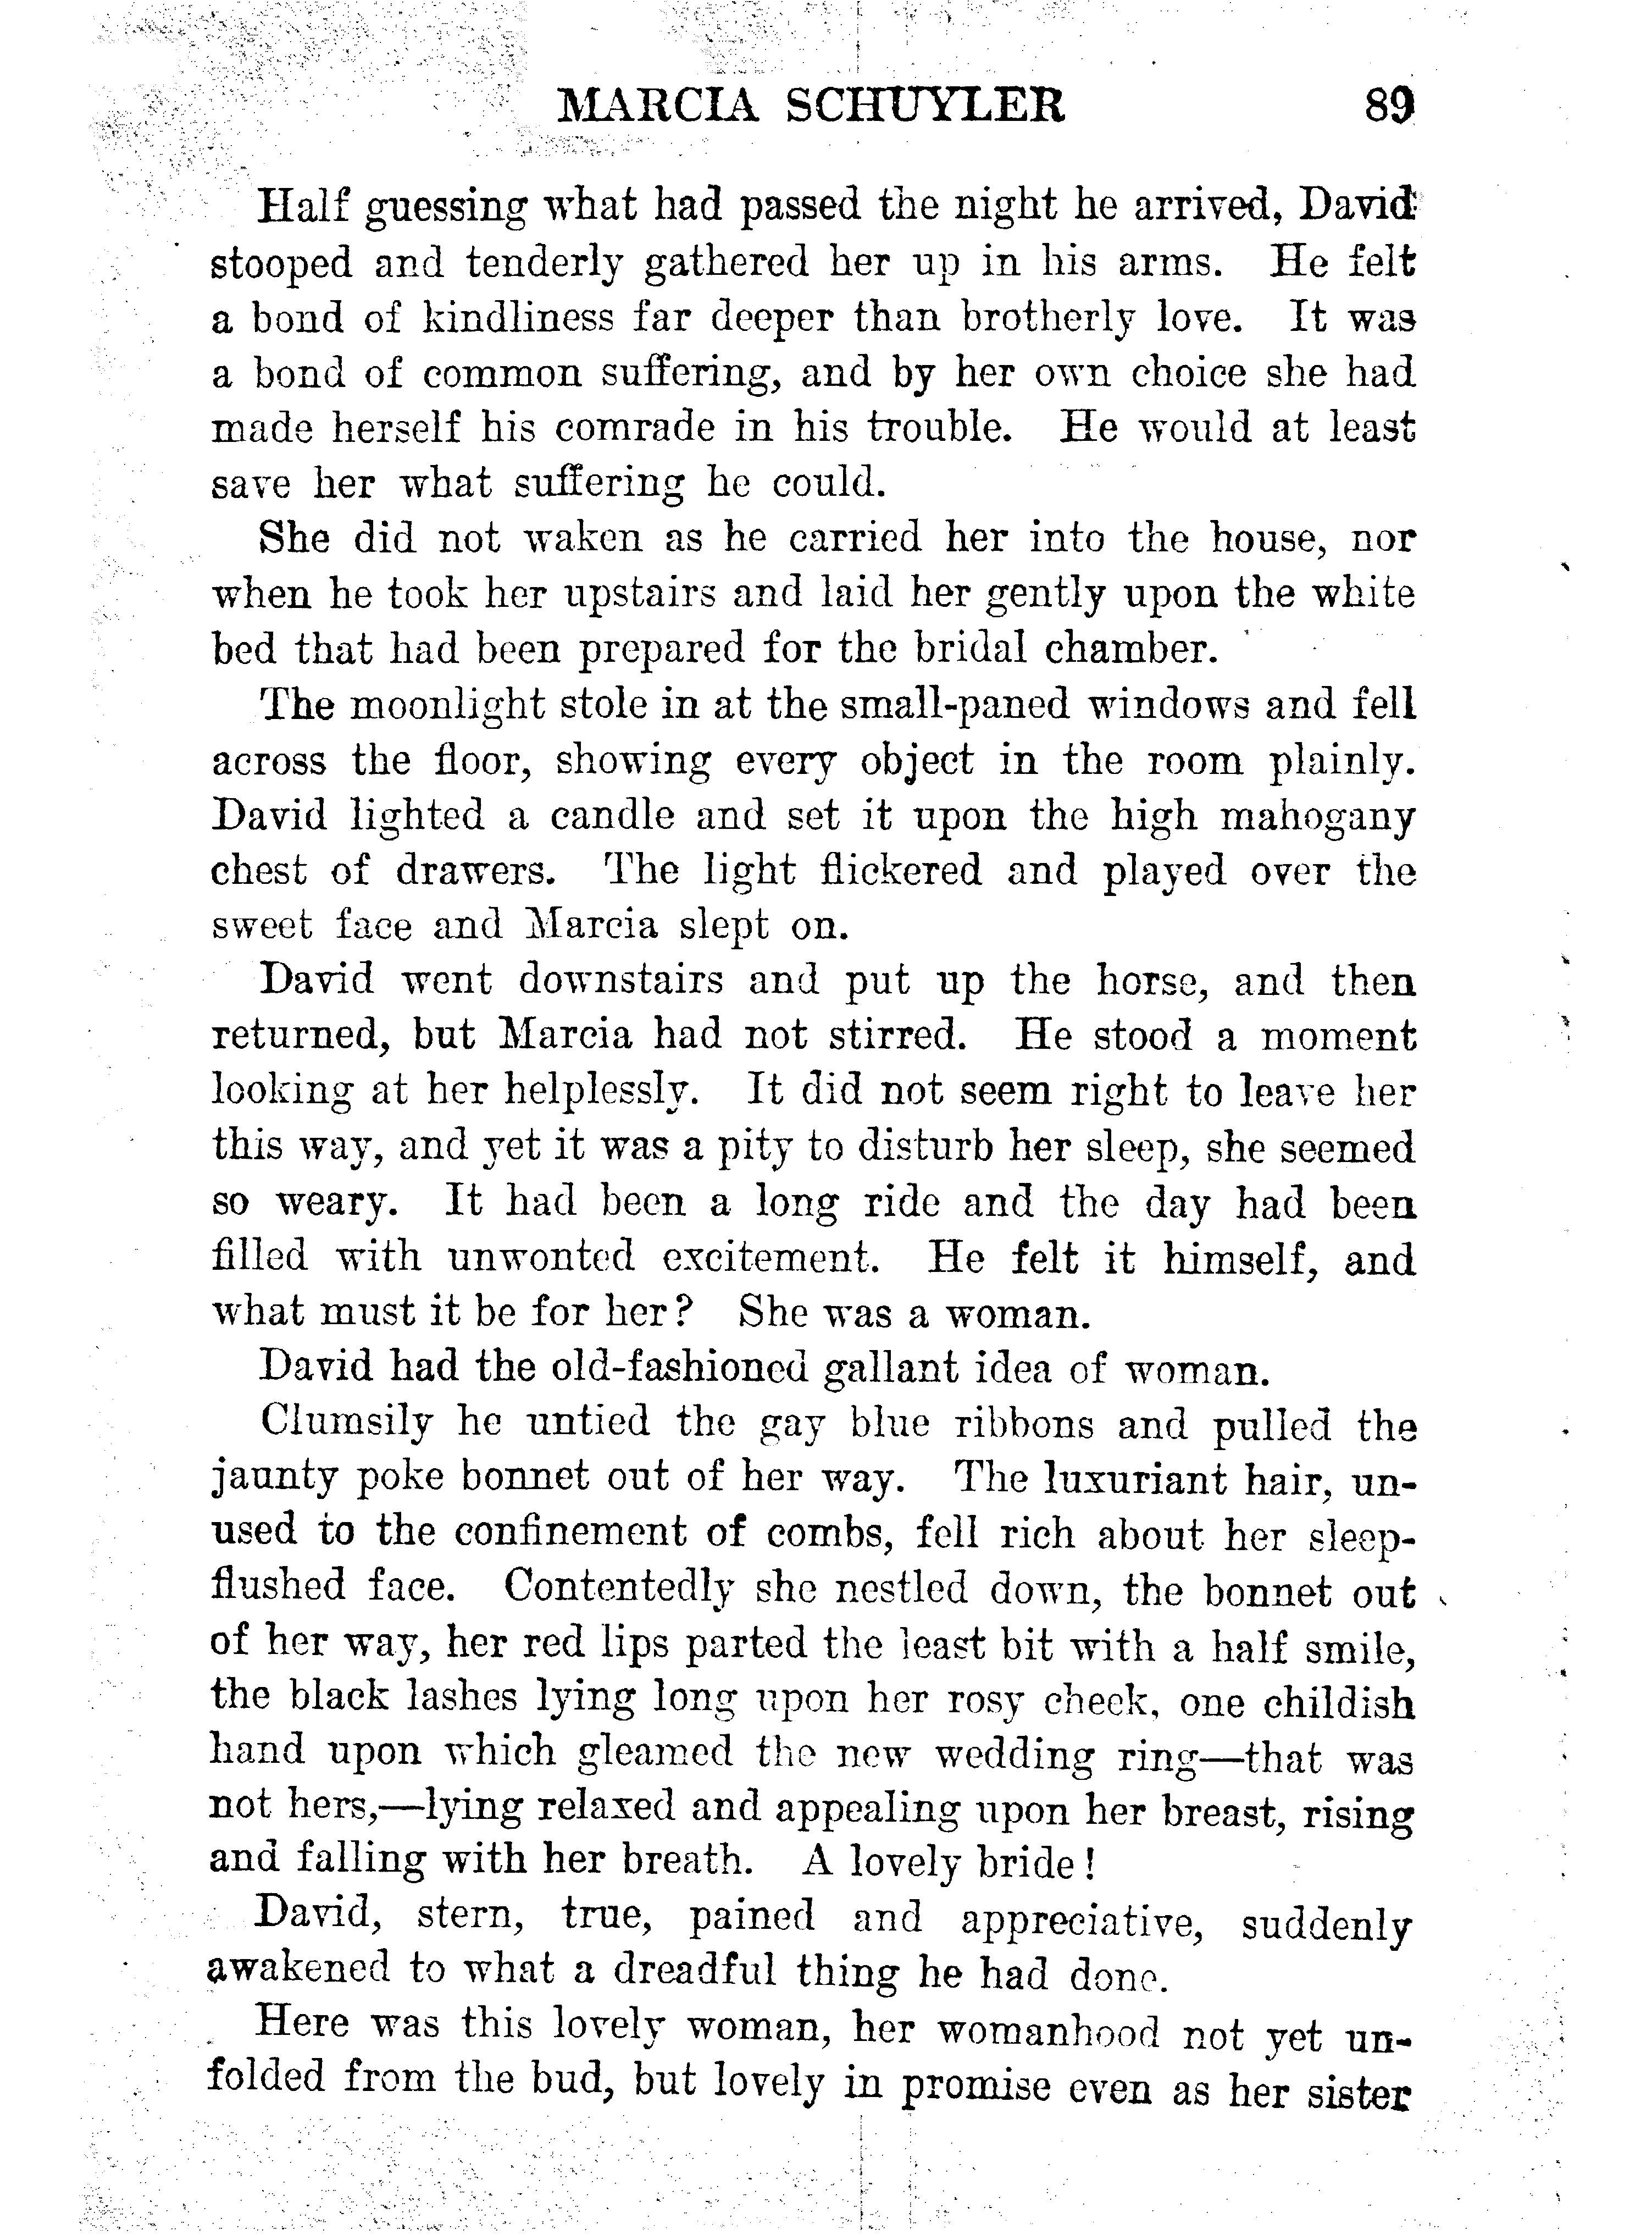 MARCIA SCHUYLER 89
Half guessing what had passed the night he arrived, David
stooped and tenderly gathered her up in his arms. He felt
a bond of kindliness far deeper than brotherly love. It was
a bond of common suffering, and by her own choice she had
made herself his comrade in his trouble. He would at least
save her what suffering he could.
She did not waken as he carried her into the house, nor
when he took her upstairs and laid her gently upon the white
bed that had been prepared for the bridal chamber.
The moonlight stole in at the small-paned windows and fell
across the floor, showing every object in the room plainly.
David lighted a candle and set it upon the high mahogany
chest of drawers. The light flickered and played over the
sweet face and Marcia slept on.
David went downstairs and put up the horse, and then
returned, but Marcia had not stirred. He stood a moment
looking at her helplessly. It did not seem right to leave her
this way, and yet it was a pity to disturb her sleep, she seemed
so weary. It had been a long ride and the day had been
filled with unwonted excitement. He felt it himself, and
what must it be for her? She was a woman.
David had the old-fashioned gallant idea of woman.
Clumsily he untied the gay blue ribbons and pulled the
jaunty poke bonnet out of her way. The luxuriant hair, un-
used to the confinement of combs, fell rich about her sleep-
flushed face. Contentedly she nestled down, the bonnet out
of her way, her red lips parted the least bit with a half smile,
the black lashes lying long upon her rosy cheek, one childish
hand upon which gleamed the new wedding ring—that was
not hers,—lying relaxed and appealing upon her breast, rising
and falling with her breath. A lovely bride!
David, stern, true, pained and appreciative, suddenly
awakened to what a dreadful thing he had done.
Here was this lovely woman, her womanhood not yet un-
folded from the bud, but lovely in promise even as her sister